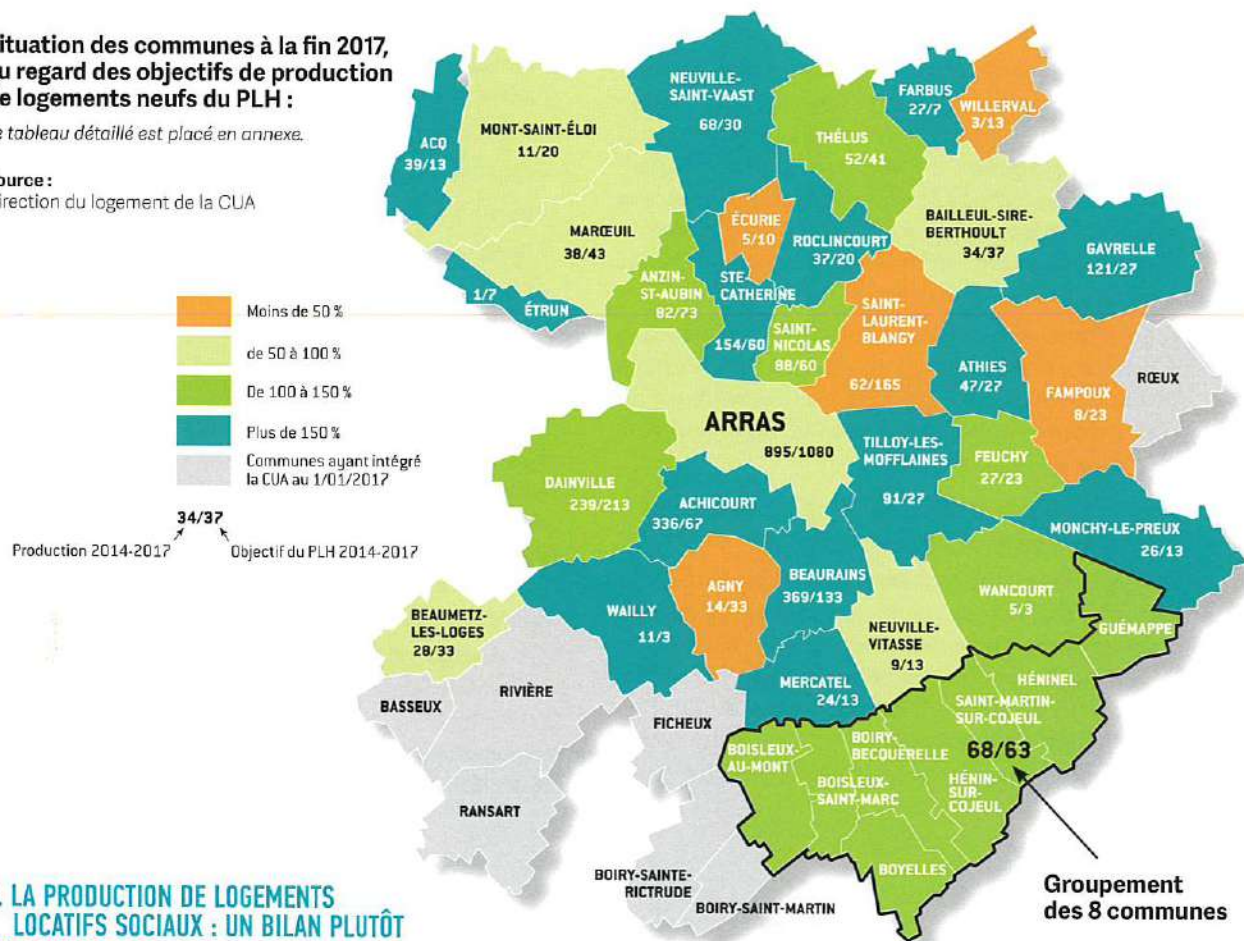 ituation des communes à la fin 2017,
u regard des objectifs de production
e logements neufs du PLH :
e tableau détaillé est placé en annexe.
ource :
irection du logement de la CUA
Moins de 50 %
de 50 à 100 %
De 100 à 150 %
Plus de 150 %
Communes ayant intégré
la CUA au 1/01/2017
34/37
Production 2014-2017
Objectif du PLH 2014-2017
ACQ
39/13
MONT-SAINT-ÉLOI
11/20
NEUVILLE-
SAINT-VAAST
68/30
THÉLUS
52/41
FARBUS
27/7
WILLERVAL
3/13
MARŒUIL
38/43
ÉCURIE
5/10
ROCLINCOURT
37/20
BAILLEUL-SIRE-
BERTHOULT
34/37
GAVRELLE
121/27
1/7
ÉTRUN
ANZIN-
ST-AUBIN
82/73
STE-
CATHERINE
154/60
SAINT-
NICOLAS
88/60
SAINT-
LAURENT-
BLANGY
62/165
ATHIES
47/27
FAMPOUX
8/23
RŒUX
ARRAS
895/1080
TILLOY-LES-
MOFFLAINES
91/27
FEUCHY
27/23
DAINVILLE
239/213
ACHICOURT
336/67
MONCHY-LE-PREUX
26/13
BEAUMETZ-
LES-LOGES
28/33
WAILLY
11/3
AGNY
14/33
BEAURAINS
369/133
NEUVILLE-
VITASSE
9/13
WANCOURT
5/3
GUÉMAPPE
MERCATEL
24/13
BASSEUX
RIVIÈRE
FICHEUX
RANSART
BOIRY-SAINTE-
RICTRUDE
BOIRY-SAINT-MARTIN
BOISLEUX-
AU-MONT
BOIRY-
BECQUERELLE
BOISLEUX-
SAINT-MARC
SAINT-MARTIN-
SUR-COJEUL
HÉNINEL
68/63
HÉNIN-
SUR-
COJEUL
BOYELLES
Groupement
des 8 communes
. LA PRODUCTION DE LOGEMENTS
LOCATIFS SOCIAUX : UN BILAN PLUTÔT